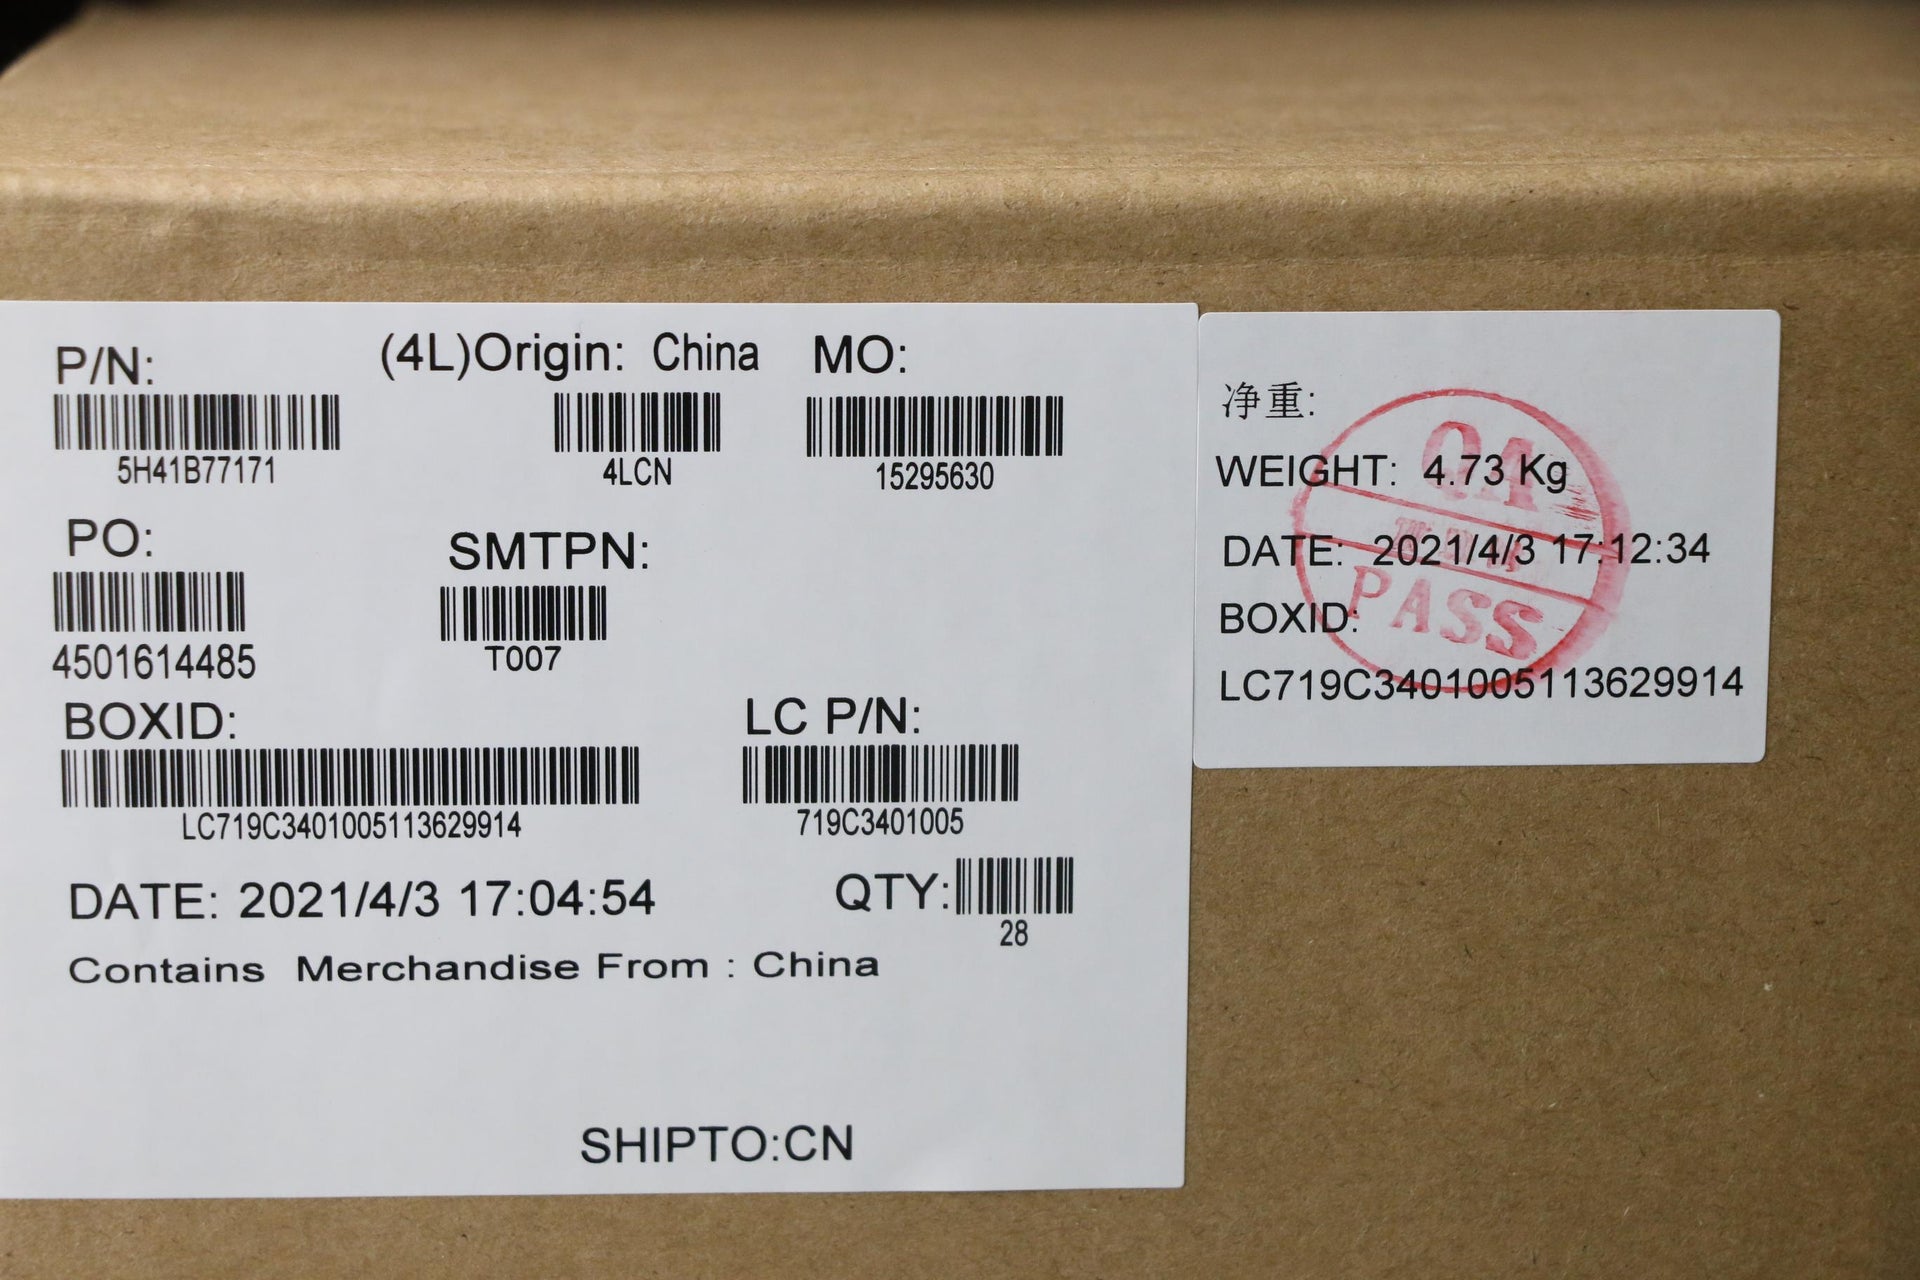 P/N: (4L)Origin: China MO:
5H41B77171 4LCN 15295630
PO: SMTPN:
4501614485 T007
BOXID: LC P/N:
LC719C3401005113629914 719C3401005
DATE: 2021/4/3 17:04:54 QTY:
28
Contains Merchandise From : China
SHIPTO:CN
净重:
WEIGHT: 4.73 Kg
DATE: 2021/4/3 17:12:34
BOXID:
LC719C3401005113629914
QA
PASS